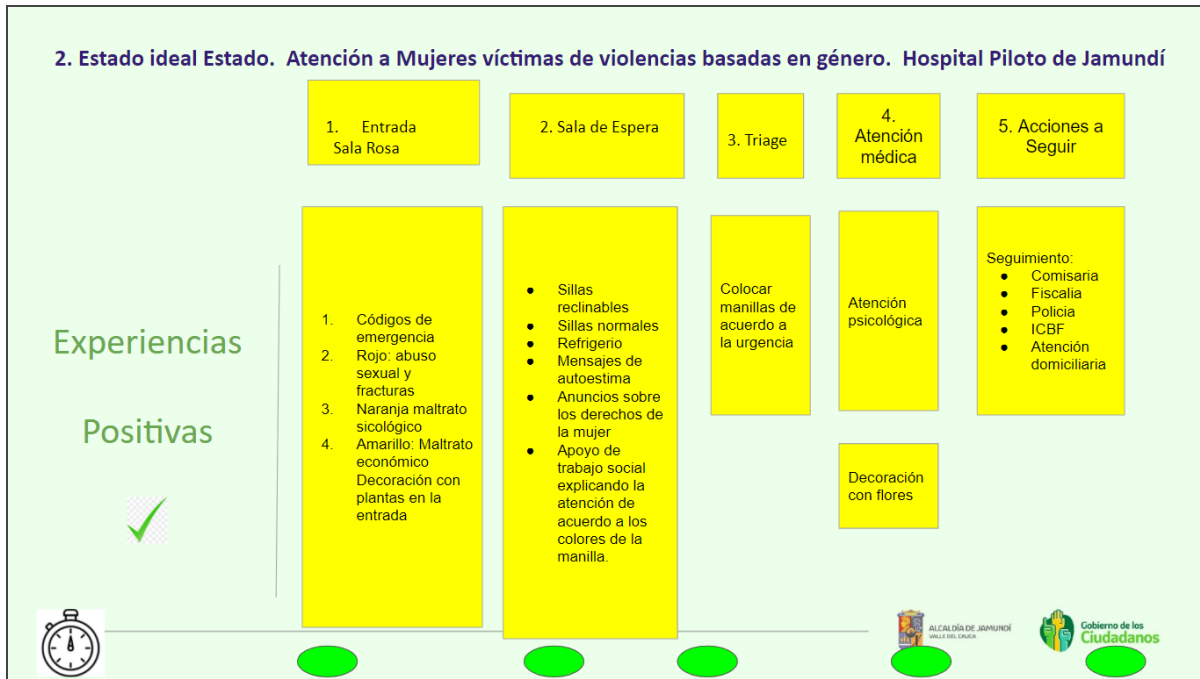 2. Estado ideal Estado.  Atención a Mujeres víctimas de violencias basadas en género.  Hospital Piloto de Jamundí
1. Entrada
Sala Rosa
2. Sala de Espera
3. Triage
4.
Atención
médica
5. Acciones a
Seguir
Experiencias
Positivas
1. Códigos de
emergencia
2. Rojo: abuso
sexual y
fracturas
3. Naranja maltrato
sicológico
4. Amarillo: Maltrato
económico
Decoración con
plantas en la
entrada
● Sillas
reclinables
● Sillas normales
● Refrigerio
● Mensajes de
autoestima
● Anuncios sobre
los derechos de
la mujer
● Apoyo de
trabajo social
explicando la
atención de
acuerdo a los
colores de la
manilla.
Colocar
manillas de
acuerdo a
la urgencia
Atención
psicológica
Decoración
con flores
Seguimiento:
● Comisaria
● Fiscalia
● Policia
● ICBF
● Atención
domiciliaria
ALCALDÍA DE JAMUNDÍ
VALLE DEL CAUCA
Gobierno de los
Ciudadanos